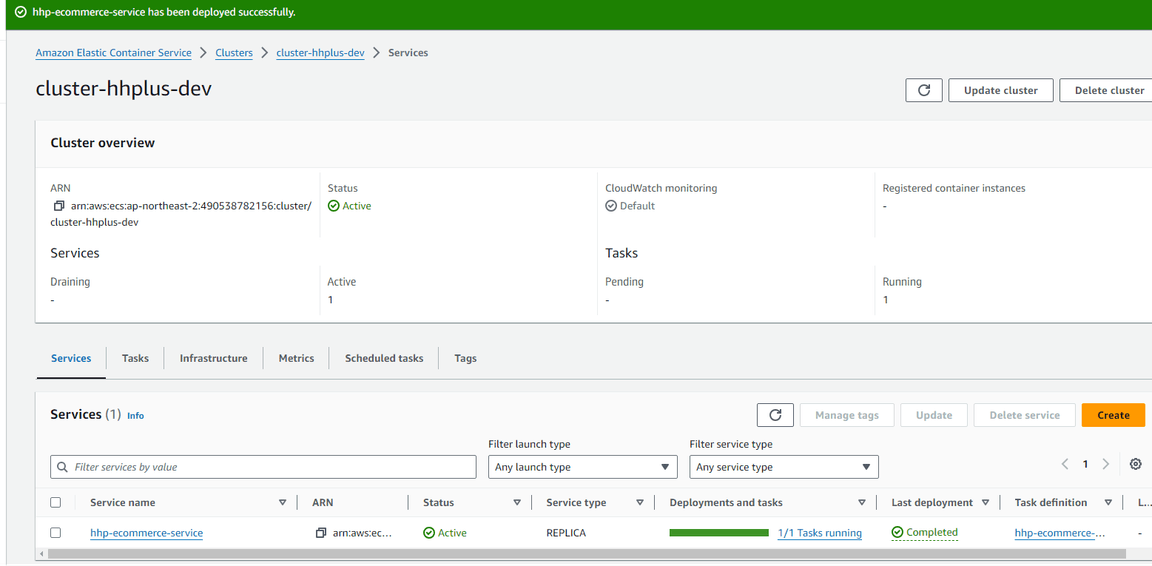 hhp-ecommerce-service has been deployed successfully.
Amazon Elastic Container Service > Clusters > cluster-hhplus-dev > Services
cluster-hhplus-dev
Update cluster
Delete cluster
Cluster overview
ARN
arn:aws:ecs:ap-northeast-2:490538782156:cluster/
cluster-hhplus-dev
Status
Active
CloudWatch monitoring
Default
Registered container instances
-
Services
Tasks
Draining
-
Active
1
Pending
-
Running
1
Services
Tasks
Infrastructure
Metrics
Scheduled tasks
Tags
Services (1) Info
Manage tags
Update
Delete service
Create
Filter services by value
Filter launch type
Any launch type
Filter service type
Any service type
1
Service name
ARN
Status
Service type
Deployments and tasks
Last deployment
Task definition
L...
hhp-ecommerce-service
arn:aws:ec...
Active
REPLICA
1/1 Tasks running
Completed
hhp-ecommerce-...
-